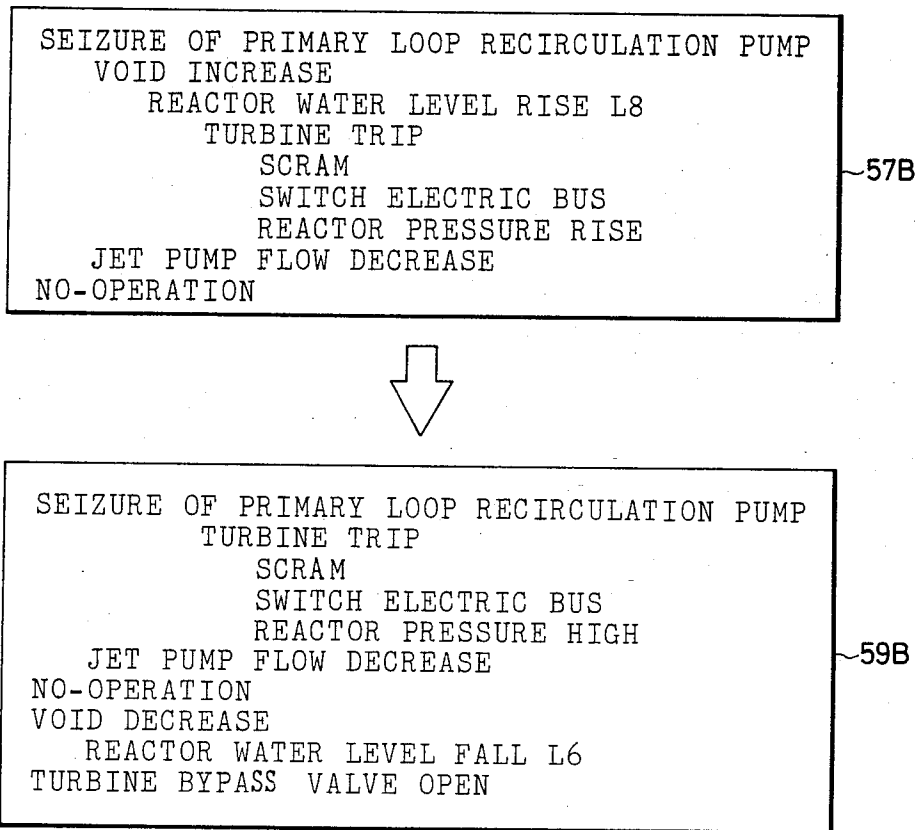 SEIZURE OF PRIMARY LOOP RECIRCULATION PUMP
VOID INCREASE
REACTOR WATER LEVEL RISE L8
TURBINE TRIP
SCRAM
SWITCH ELECTRIC BUS
REACTOR PRESSURE RISE
JET PUMP FLOW DECREASE
NO-OPERATION
57B
SEIZURE OF PRIMARY LOOP RECIRCULATION PUMP
TURBINE TRIP
SCRAM
SWITCH ELECTRIC BUS
REACTOR PRESSURE HIGH
JET PUMP FLOW DECREASE
NO-OPERATION
VOID DECREASE
REACTOR WATER LEVEL FALL L6
TURBINE BYPASS VALVE OPEN
59B